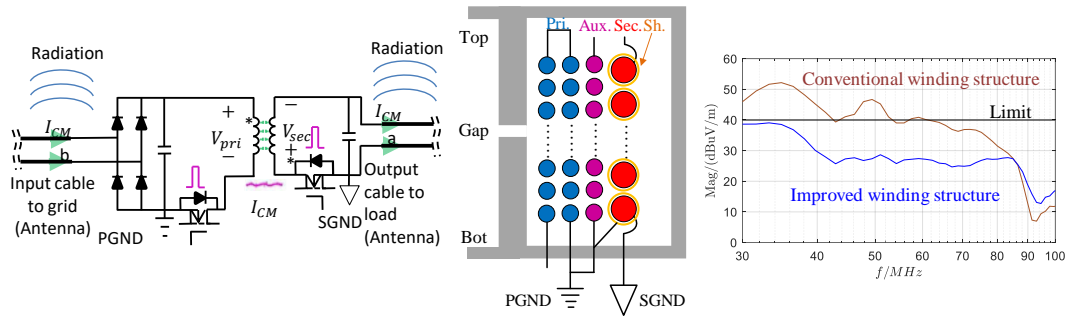 Radiation
Radiation
I_CM
I_CM
+
−
*
V_pri
V_sec
−
+
*
a
b
Input cable
to grid
(Antenna)
PGND
I_CM
SGND
Output
cable to
load
(Antenna)
Top
Gap
Bot
Pri.
Aux.
Sec.
Sh.
PGND
SGND
Conventional winding structure
Limit
Improved winding structure
Mag/(dBuV/m)
60
50
40
30
20
10
0
30
40
50
60
70
80
90
100
f/MHz